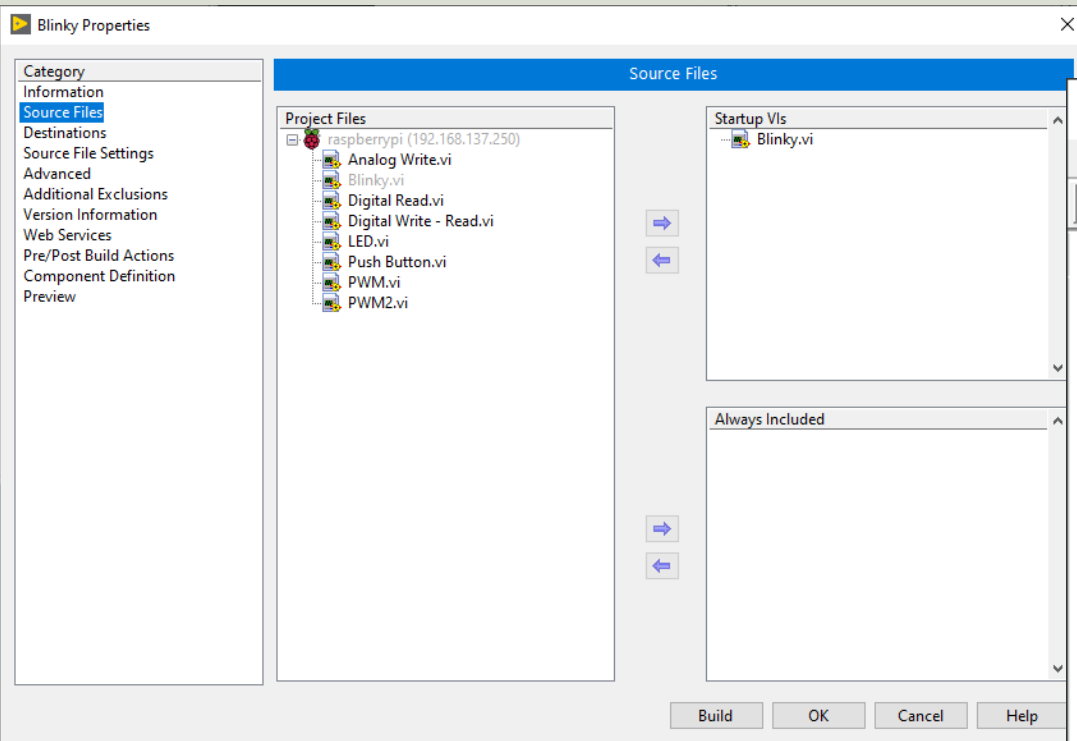 Blinky Properties
Category
Information
Source Files
Destinations
Source File Settings
Advanced
Additional Exclusions
Version Information
Web Services
Pre/Post Build Actions
Component Definition
Preview
Source Files
Project Files
raspberrypi (192.168.137.250)
Analog Write.vi
Blinky.vi
Digital Read.vi
Digital Write - Read.vi
LED.vi
Push Button.vi
PWM.vi
PWM2.vi
Startup VIs
Blinky.vi
Always Included
Build
OK
Cancel
Help